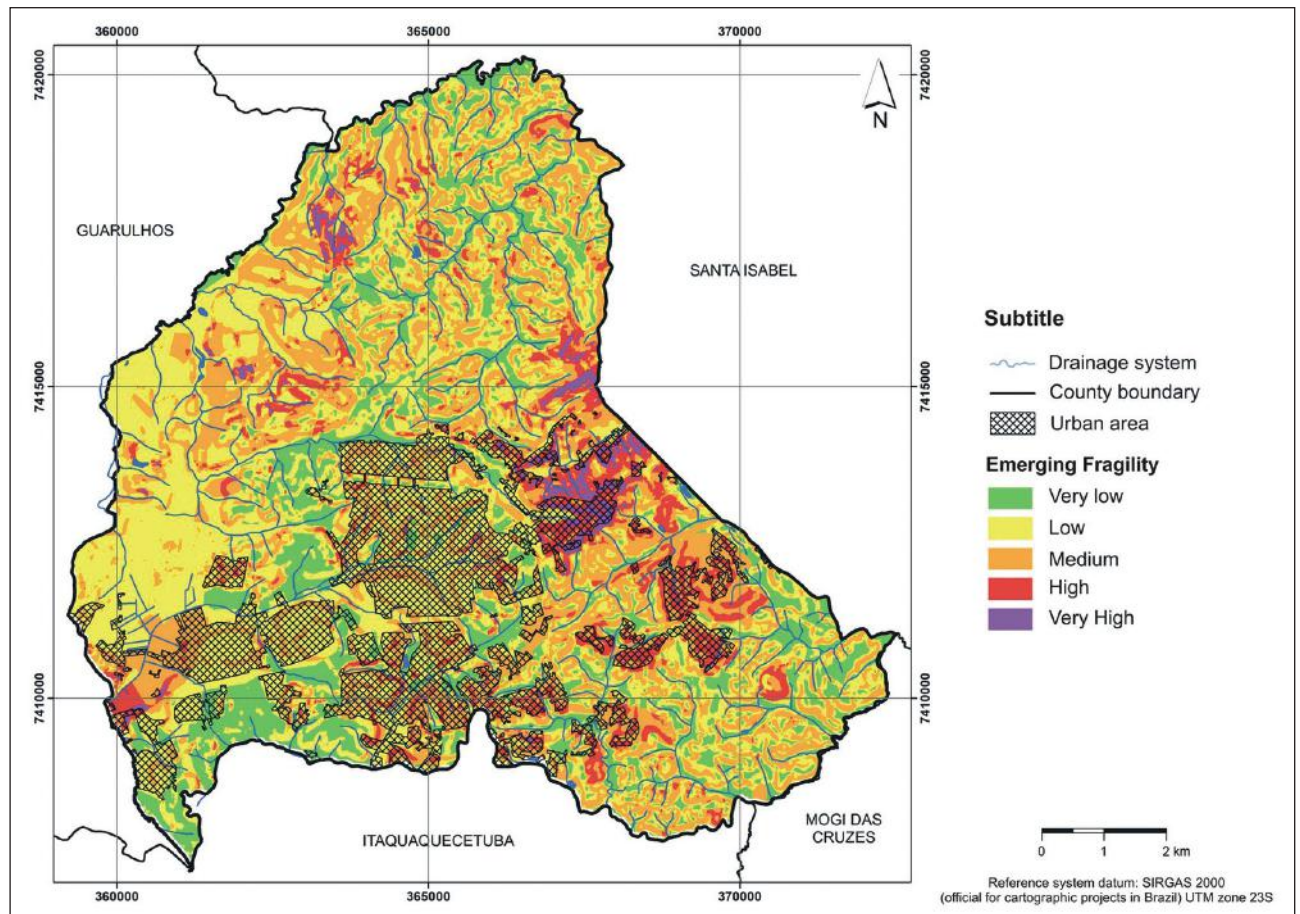 360000 365000 370000
7420000 7420000
N
GUARULHOS
SANTA ISABEL
7415000 7415000
7410000 7410000
ITAQUAQUECETUBA
MOGI DAS
CRUZES
360000 365000 370000
Subtitle
Drainage system
County boundary
Urban area
Emerging Fragility
Very low
Low
Medium
High
Very High
0 1 2 km
Reference system datum: SIRGAS 2000
(official for cartographic projects in Brazil) UTM zone 23S